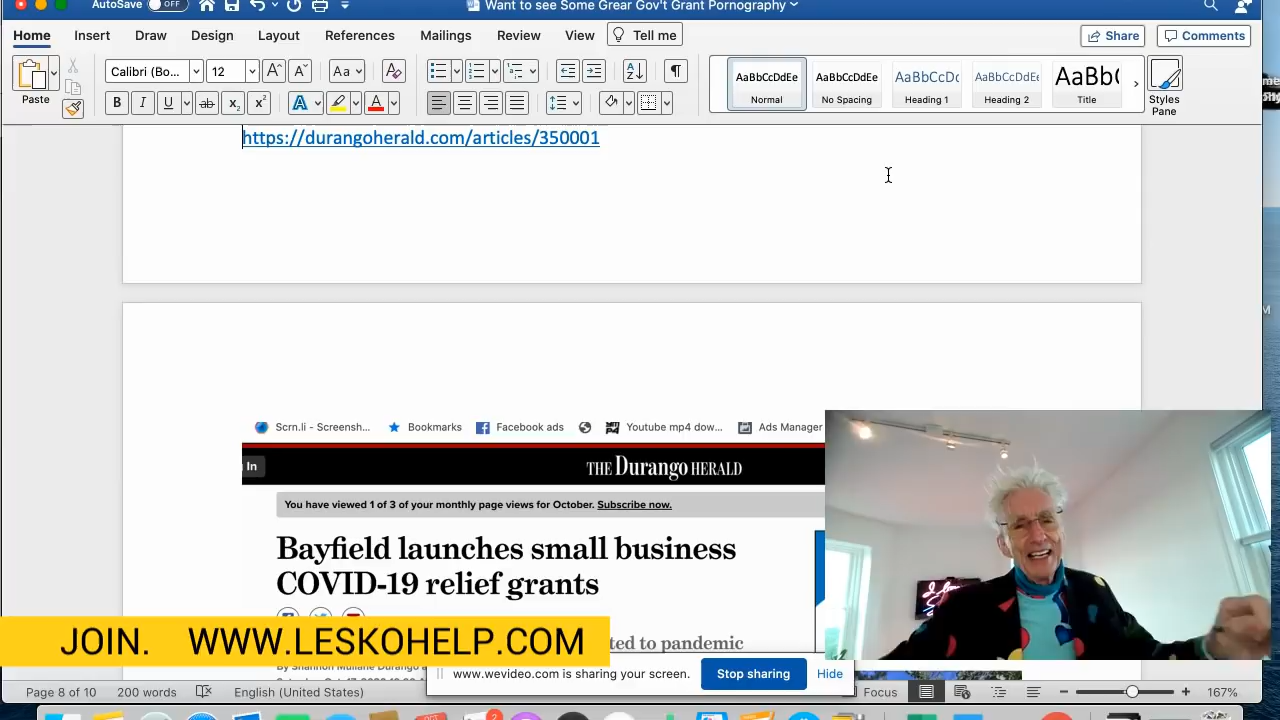 AutoSave OFF
Want to see Some Grear Gov't Grant Pornography
Home Insert Draw Design Layout References Mailings Review View Tell me
Share Comments
Paste
Calibri (Bo... 12
AaBbCcDdEe Normal
AaBbCcDdEe No Spacing
AaBbCcDc Heading 1
AaBbCcDdEe Heading 2
AaBb( Title
Styles
Pane
https://durangoherald.com/articles/350001
Scrn.li - Screensh... Bookmarks Facebook ads Youtube mp4 dow... Ads Manager
In
THE Durango HERALD
You have viewed 1 of 3 of your monthly page views for October. Subscribe now.
Bayfield launches small business
COVID-19 relief grants
ted to pandemic
JOIN. WWW.LESKOHELP.COM
www.wevideo.com is sharing your screen. Stop sharing Hide
Page 8 of 10 200 words English (United States) Focus 167%